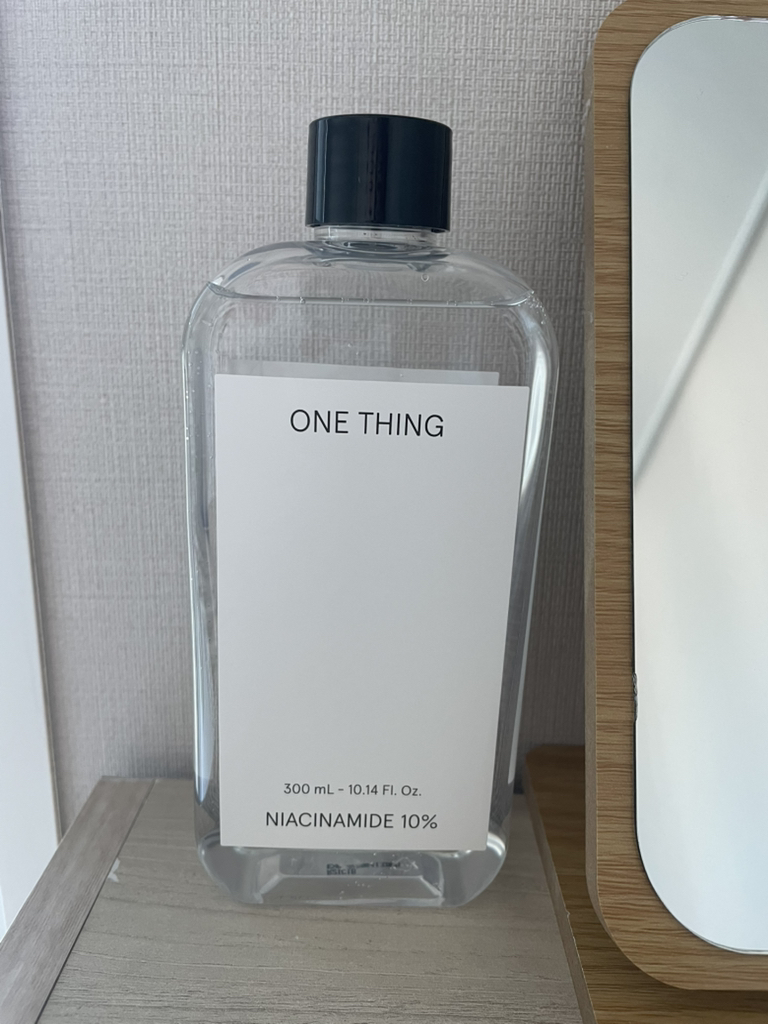 ONE THING
300 mL - 10.14 Fl. Oz.
NIACINAMIDE 10%